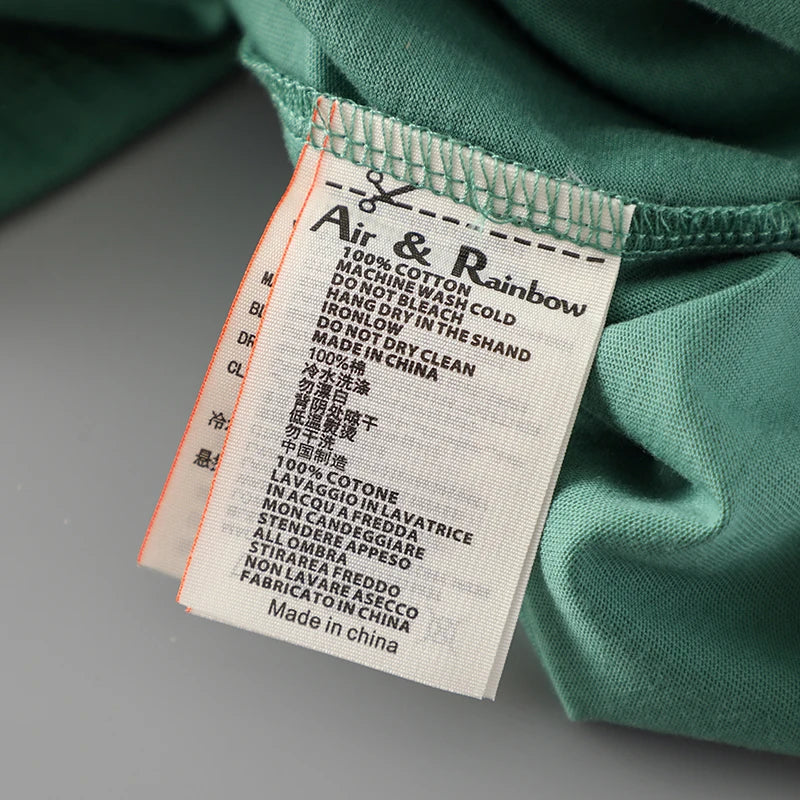 Air & Rainbow
100% COTTON
MACHINE WASH COLD
DO NOT BLEACH
HANG DRY IN THE SHAND
IRONLOW
DO NOT DRY CLEAN
MADE IN CHINA
100%棉
冷水洗涤
勿漂白
背阴处晾干
低温熨烫
勿干洗
中国制造
100% COTONE
LAVAGGIO IN LAVATRICE
IN ACQUA FREDDA
MON CANDEGGIARE
STENDERE APPESO
ALL OMBRA
STIRAREA FREDDO
NON LAVARE ASECCO
FABRICATO IN CHINA
Made in china